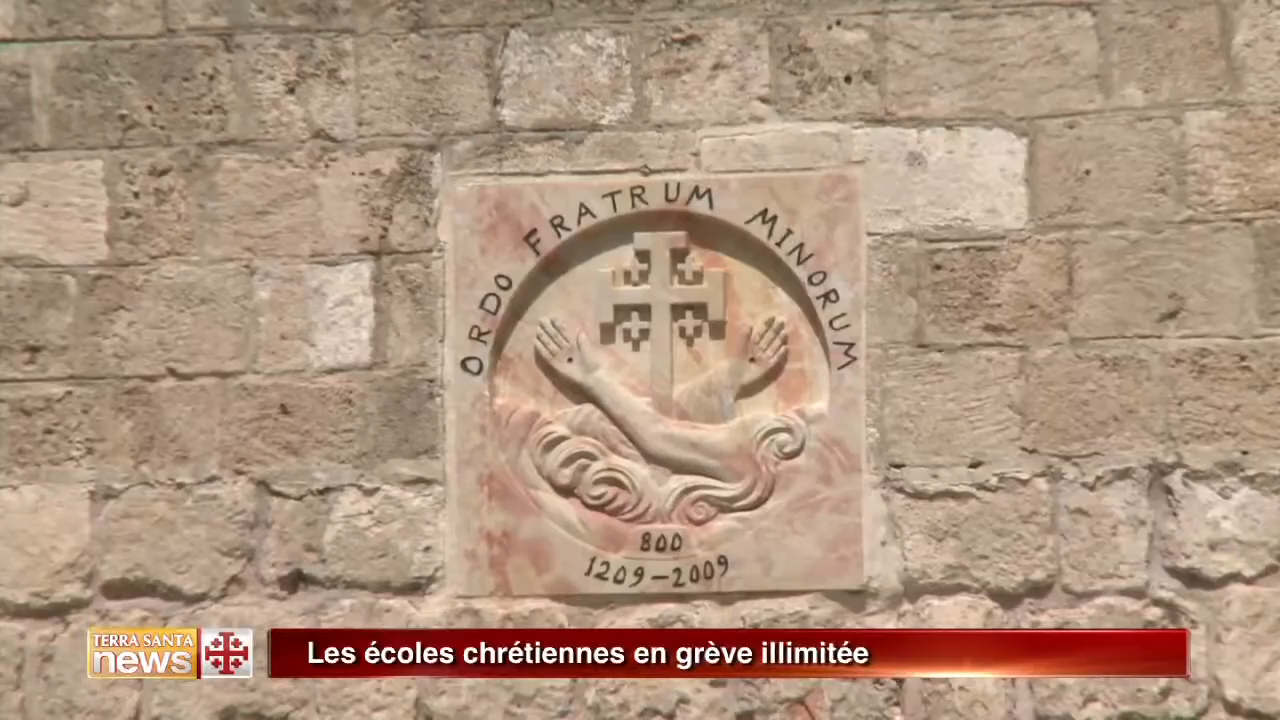 ORDO FRATRUM MINORUM
800
1209-2009
TERRA SANTA
news
Les écoles chrétiennes en grève illimitée